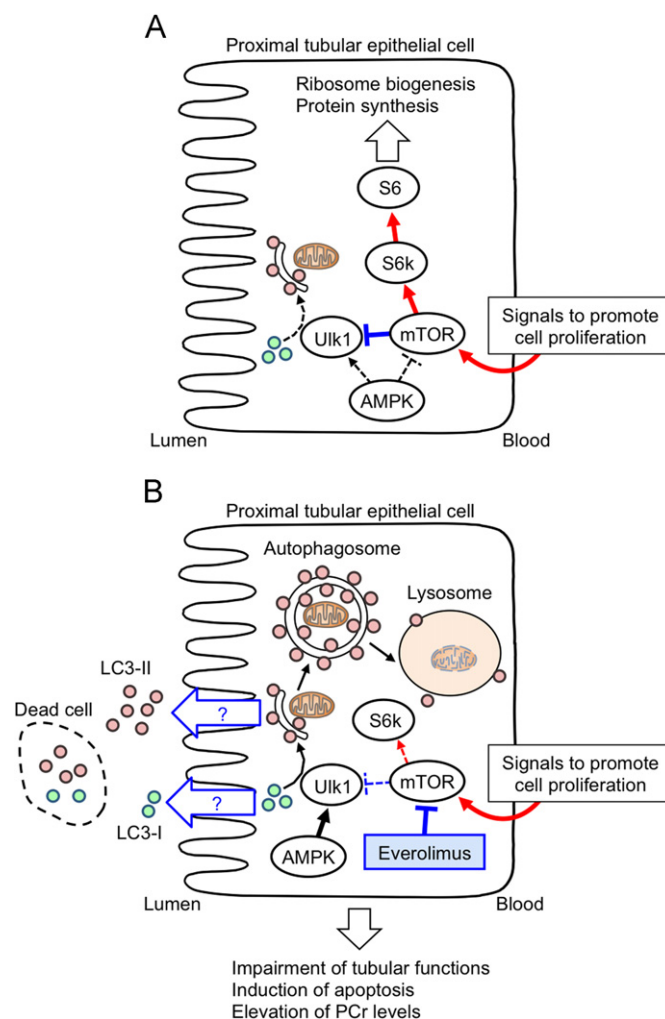 A
Proximal tubular epithelial cell
Ribosome biogenesis
Protein synthesis
S6
S6k
Ulk1
mTOR
Signals to promote
cell proliferation
AMPK
Lumen
Blood
B
Proximal tubular epithelial cell
Autophagosome
Lysosome
LC3-II
Dead cell
?
S6k
Signals to promote
cell proliferation
?
Ulk1
mTOR
LC3-I
AMPK
Everolimus
Lumen
Blood
Impairment of tubular functions
Induction of apoptosis
Elevation of PCr levels